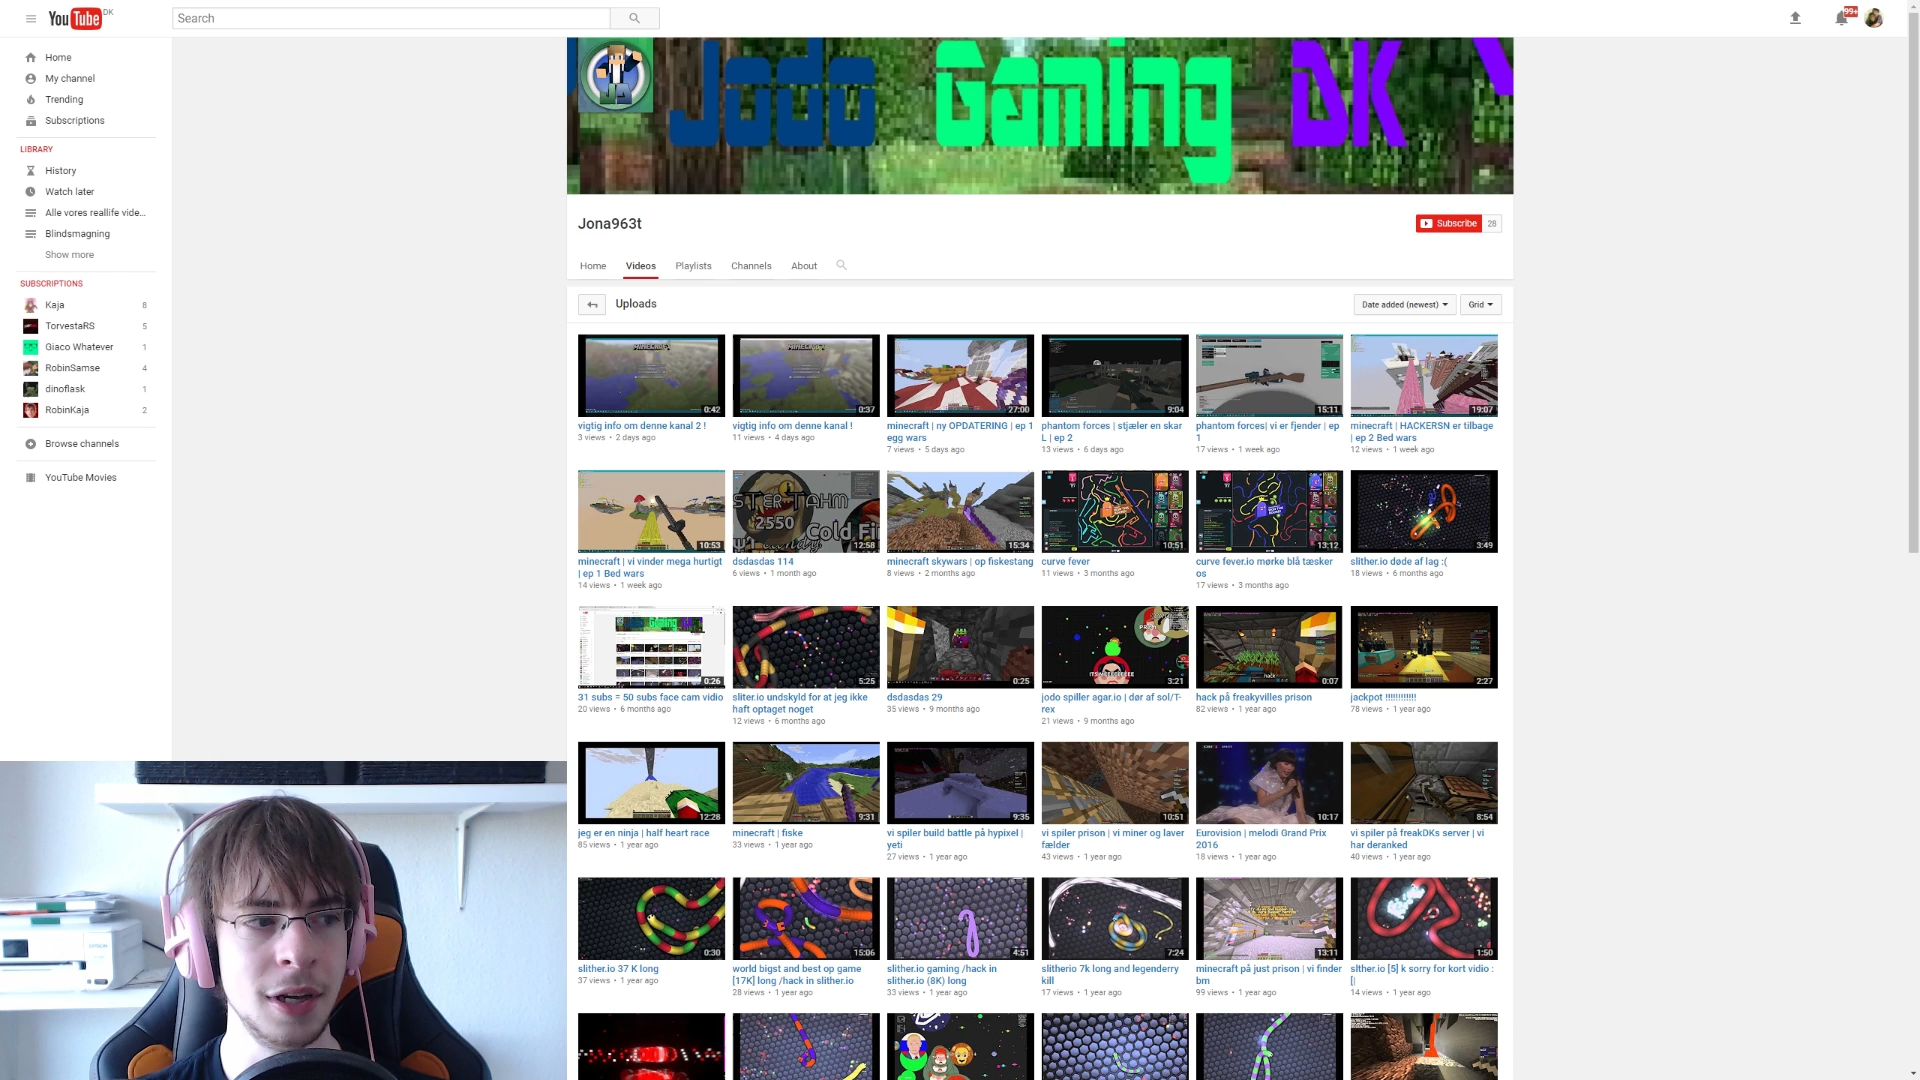 YouTube DK
Search
99+
Home
My channel
Trending
Subscriptions
LIBRARY
History
Watch later
Alle vores reallife vide...
Blindsmagning
Show more
SUBSCRIPTIONS
Kaja 8
TorvestaRS 5
Giaco Whatever 1
RobinSamse 4
dinoflask 1
RobinKaja 2
Browse channels
YouTube Movies
Jodo Gaming DK
Jona963t
Subscribe 28
Home Videos Playlists Channels About
Uploads
Date added (newest) Grid
0:42
vigtig info om denne kanal 2 !
3 views • 2 days ago
0:37
vigtig info om denne kanal !
11 views • 4 days ago
27:00
minecraft | ny OPDATERING | ep 1
egg wars
7 views • 5 days ago
9:04
phantom forces | stjæler en skar
L | ep 2
13 views • 6 days ago
15:11
phantom forces| vi er fjender | ep
1
17 views • 1 week ago
19:07
minecraft | HACKERSN er tilbage
| ep 2 Bed wars
12 views • 1 week ago
10:53
minecraft | vi vinder mega hurtigt
| ep 1 Bed wars
14 views • 1 week ago
2550
Cold Fi
12:58
dsdasdas 114
6 views • 1 month ago
15:34
minecraft skywars | op fiskestang
8 views • 2 months ago
10:51
curve fever
11 views • 3 months ago
13:12
curve fever.io mørke blå tæsker
os
17 views • 3 months ago
3:49
slither.io døde af lag :(
18 views • 6 months ago
0:26
31 subs = 50 subs face cam vidio
20 views • 6 months ago
5:25
sliter.io undskyld for at jeg ikke
haft optaget noget
12 views • 6 months ago
0:25
dsdasdas 29
35 views • 9 months ago
3:21
jodo spiller agar.io | dør af sol/T-
rex
21 views • 9 months ago
0:07
hack på freakyvilles prison
82 views • 1 year ago
2:27
jackpot !!!!!!!!!!!!
78 views • 1 year ago
12:28
jeg er en ninja | half heart race
85 views • 1 year ago
9:31
minecraft | fiske
33 views • 1 year ago
9:35
vi spiler build battle på hypixel |
yeti
27 views • 1 year ago
10:51
vi spiler prison | vi miner og laver
fælder
43 views • 1 year ago
10:17
Eurovision | melodi Grand Prix
2016
18 views • 1 year ago
8:54
vi spiler på freakDKs server | vi
har deranked
40 views • 1 year ago
0:30
slither.io 37 K long
37 views • 1 year ago
15:06
world bigst and best op game
[17K] long /hack in slither.io
28 views • 1 year ago
4:51
slither.io gaming /hack in
slither.io (8K) long
33 views • 1 year ago
7:24
slitherio 7k long and legenderry
kill
17 views • 1 year ago
13:11
minecraft på just prison | vi finder
bm
99 views • 1 year ago
1:50
slther.io [5] k sorry for kort vidio :
[|
14 views • 1 year ago
EPSON